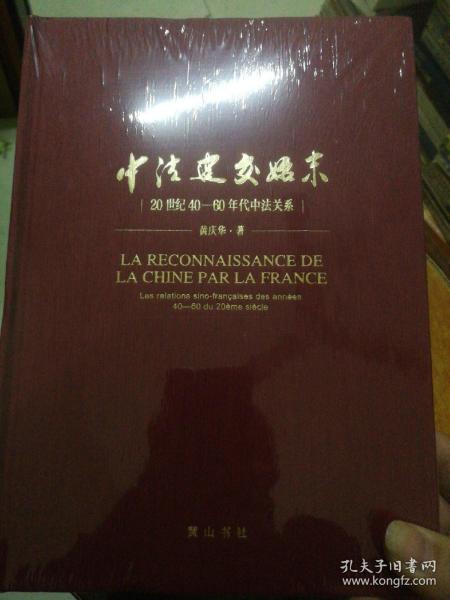 中法建交始末
20世纪40—60年代中法关系
黄庆华·著
LA RECONNAISSANCE DE
LA CHINE PAR LA FRANCE
Les relations sino-françaises des années
40—60 du 20ème siècle
黄山书社
孔夫子旧书网
www.kongfz.com